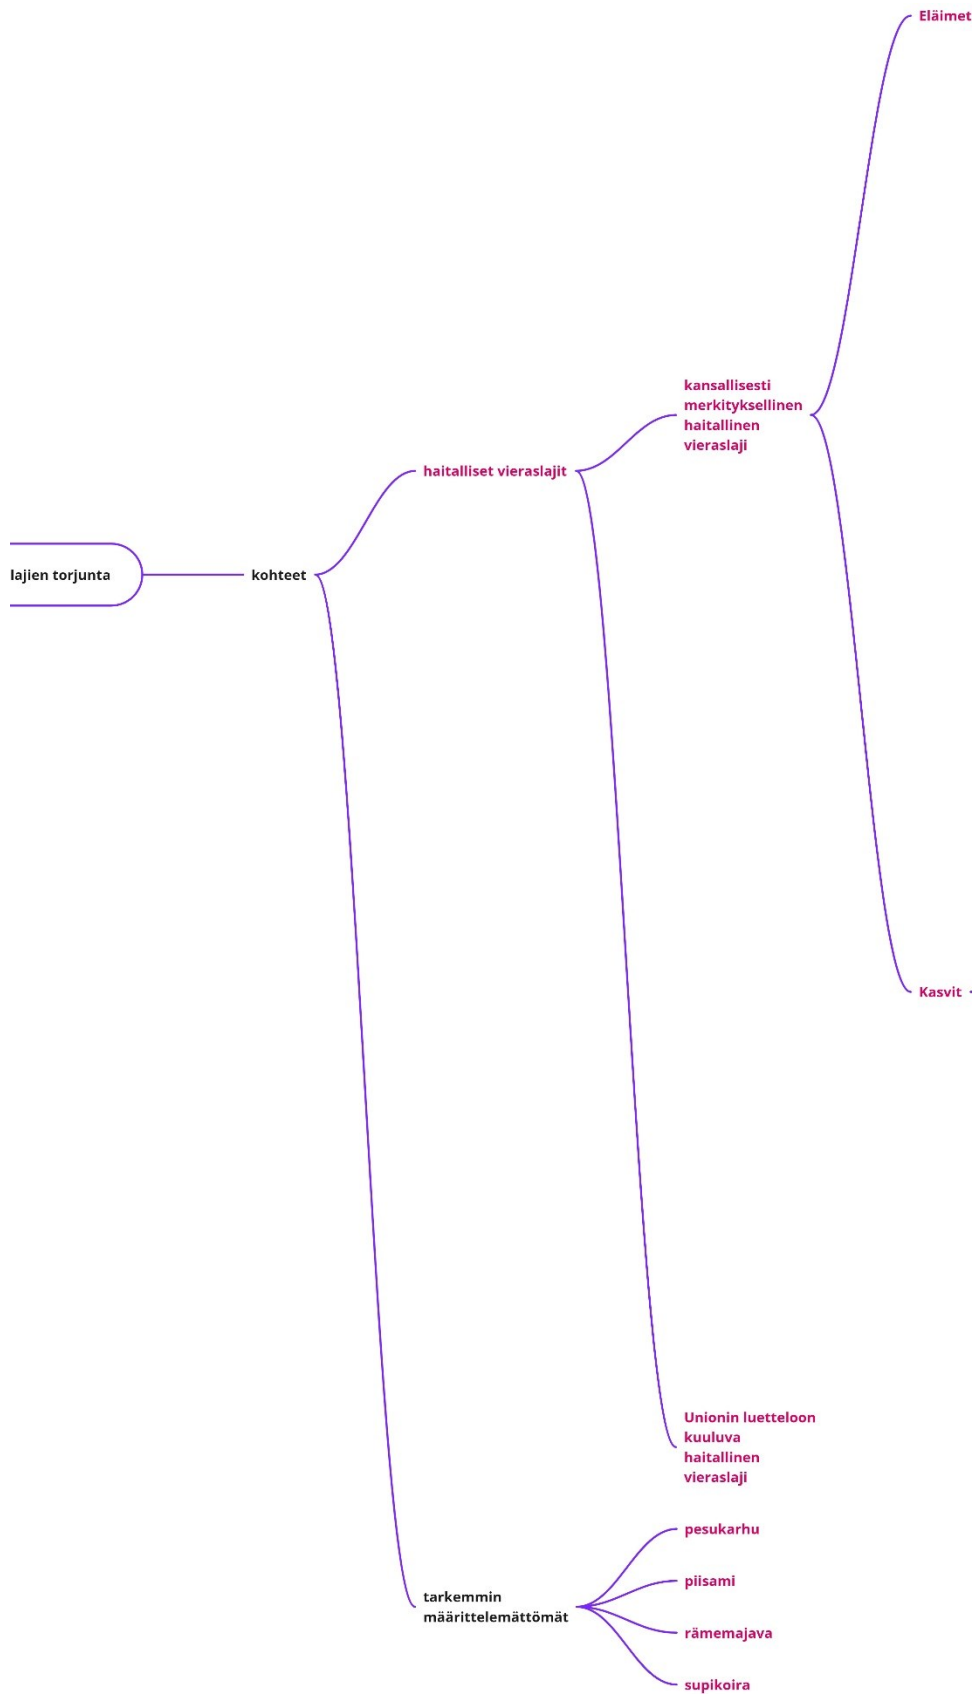 lajien torjunta
kohteet
haitalliset vieraslajit
kansallisesti
merkityksellinen
haitallinen
vieraslaji
Eläimet
Kasvit
Unionin luetteloon
kuuluva
haitallinen
vieraslaji
tarkemmin
määrittelemättömät
pesukarhu
piisami
rämemajava
supikoira